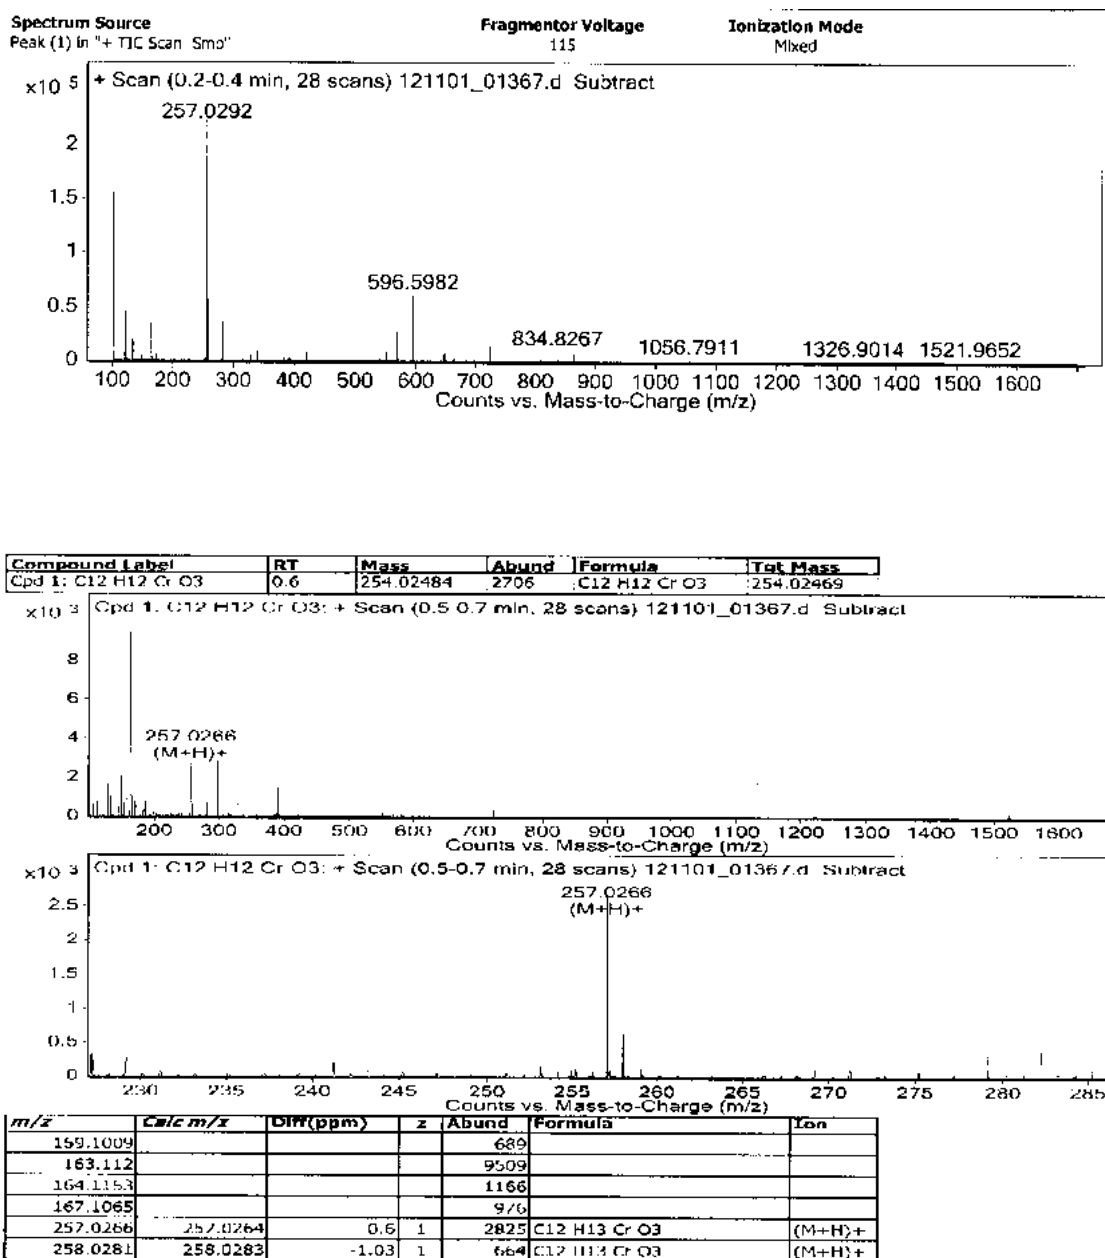 Spectrum Source Fragmentor Voltage Ionization Mode
Peak (1) in "+ TIC Scan Smp" 115 Mixed
x10 5 + Scan (0.2-0.4 min, 28 scans) 121101_01367.d Subtract
257.0292
2
1.5
1
596.5982
0.5
834.8267 1056.7911 1326.9014 1521.9652
0
100 200 300 400 500 600 700 800 900 1000 1100 1200 1300 1400 1500 1600
Counts vs. Mass-to-Charge (m/z)
Compound Label RT Mass Abund Formula Tgt Mass
Cpd 1: C12 H12 Cr O3 0.6 254.02484 2706 C12 H12 Cr O3 254.02469
x10 3 Cpd 1: C12 H12 Cr O3: + Scan (0.5-0.7 min, 28 scans) 121101_01367.d Subtract
8
6
4 257.0266
(M+H)+
2
0
200 300 400 500 600 700 800 900 1000 1100 1200 1300 1400 1500 1600
Counts vs. Mass-to-Charge (m/z)
x10 3 Cpd 1: C12 H12 Cr O3: + Scan (0.5-0.7 min, 28 scans) 121101_01367.d Subtract
257.0266
2.5 (M+H)+
2
1.5
1
0.5
0
230 235 240 245 250 255 260 265 270 275 280 285
Counts vs. Mass-to-Charge (m/z)
m/z Calc m/z Diff(ppm) z Abund Formula Ion
159.1009 689
163.112 9509
164.1153 1166
167.1065 976
257.0266 257.0264 0.6 1 2825 C12 H13 Cr O3 (M+H)+
258.0281 258.0283 -1.03 1 664 C12 H13 Cr O3 (M+H)+